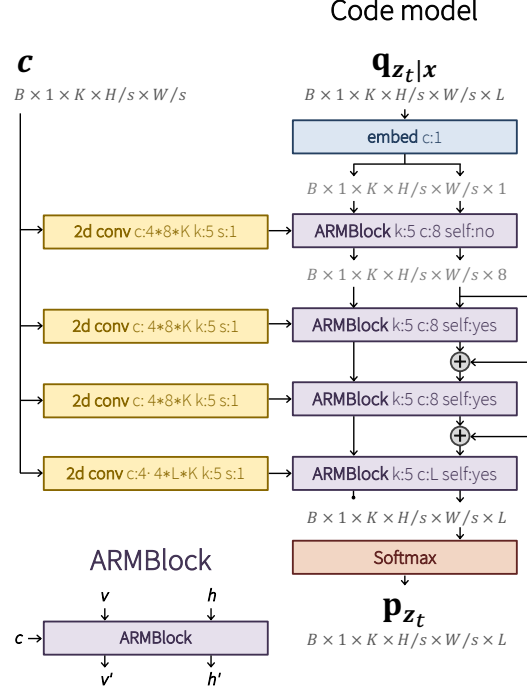 Code model
c
q_{z_t|x}
B × 1 × K × H/s × W/s
B × 1 × K × H/s × W/s × L
embed c:1
B × 1 × K × H/s × W/s × 1
2d conv c:4*8*K k:5 s:1
ARMBlock k:5 c:8 self:no
B × 1 × K × H/s × W/s × 8
2d conv c: 4*8*K k:5 s:1
ARMBlock k:5 c:8 self:yes
+
2d conv c: 4*8*K k:5 s:1
ARMBlock k:5 c:8 self:yes
+
2d conv c:4· 4*L*K k:5 s:1
ARMBlock k:5 c:L self:yes
B × 1 × K × H/s × W/s × L
Softmax
p_{z_t}
B × 1 × K × H/s × W/s × L
ARMBlock
v h
c ARMBlock
v' h'